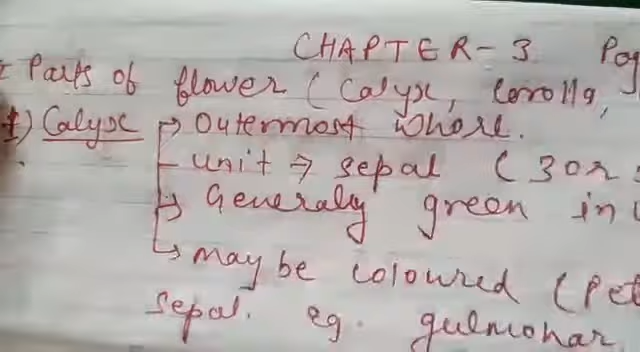 CHAPTER-3 Pag
Parts of flower (Calyx, corolla,
1) Calyx → Outermost whorl.
unit → sepal (3 or
→ Generally green in
→ may be coloured (Pet
sepal. eg. gulmohar